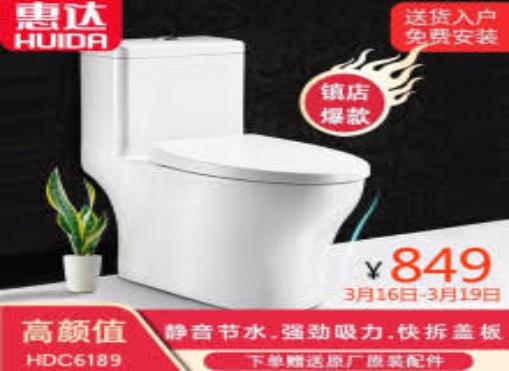 惠达
HUIDA
送货入户
免费安装
镇店
爆款
￥849
3月16日-3月19日
高颜值
HDC6189
静音节水.强劲吸力.快拆盖板
下单赠送原厂原装配件